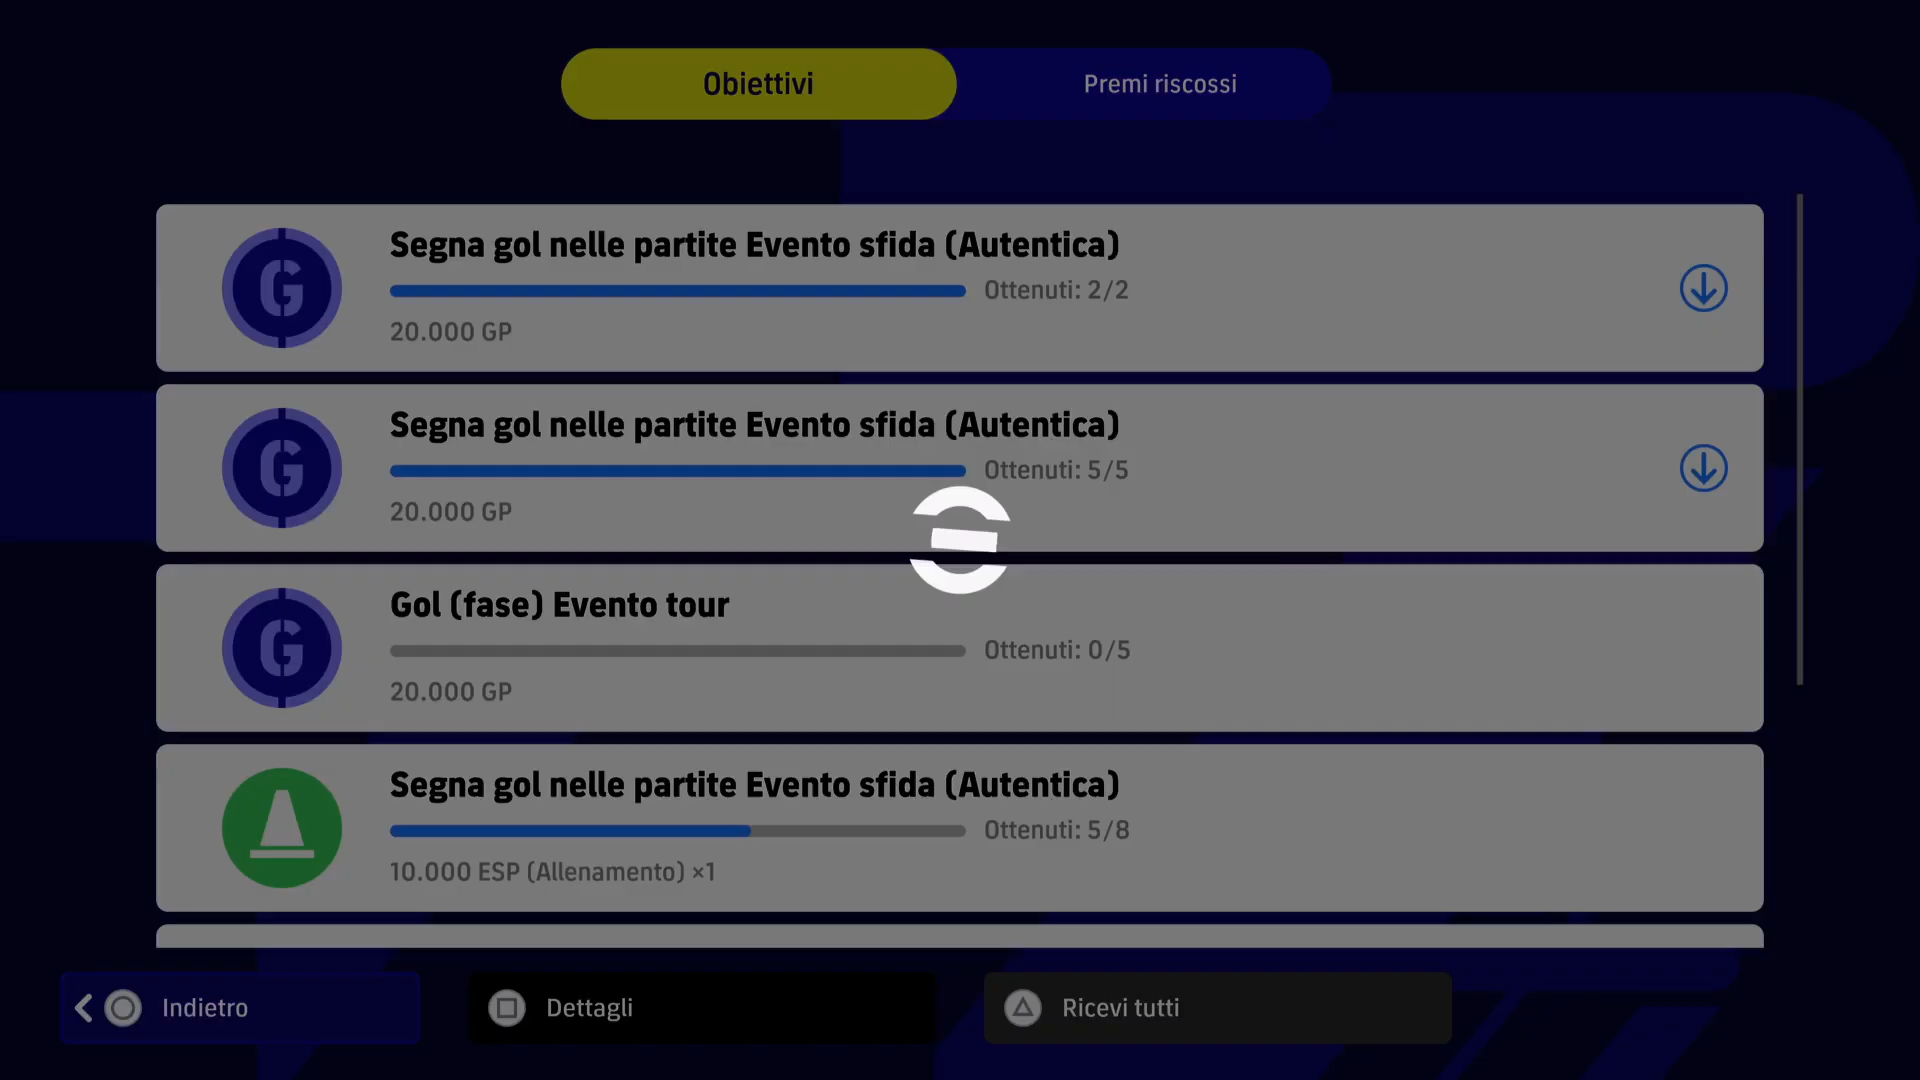 Obiettivi
Premi riscossi
Segna gol nelle partite Evento sfida (Autentica)
Ottenuti: 2/2
20.000 GP
Segna gol nelle partite Evento sfida (Autentica)
Ottenuti: 5/5
20.000 GP
Gol (fase) Evento tour
Ottenuti: 0/5
20.000 GP
Segna gol nelle partite Evento sfida (Autentica)
Ottenuti: 5/8
10.000 ESP (Allenamento) ×1
Indietro
Dettagli
Ricevi tutti